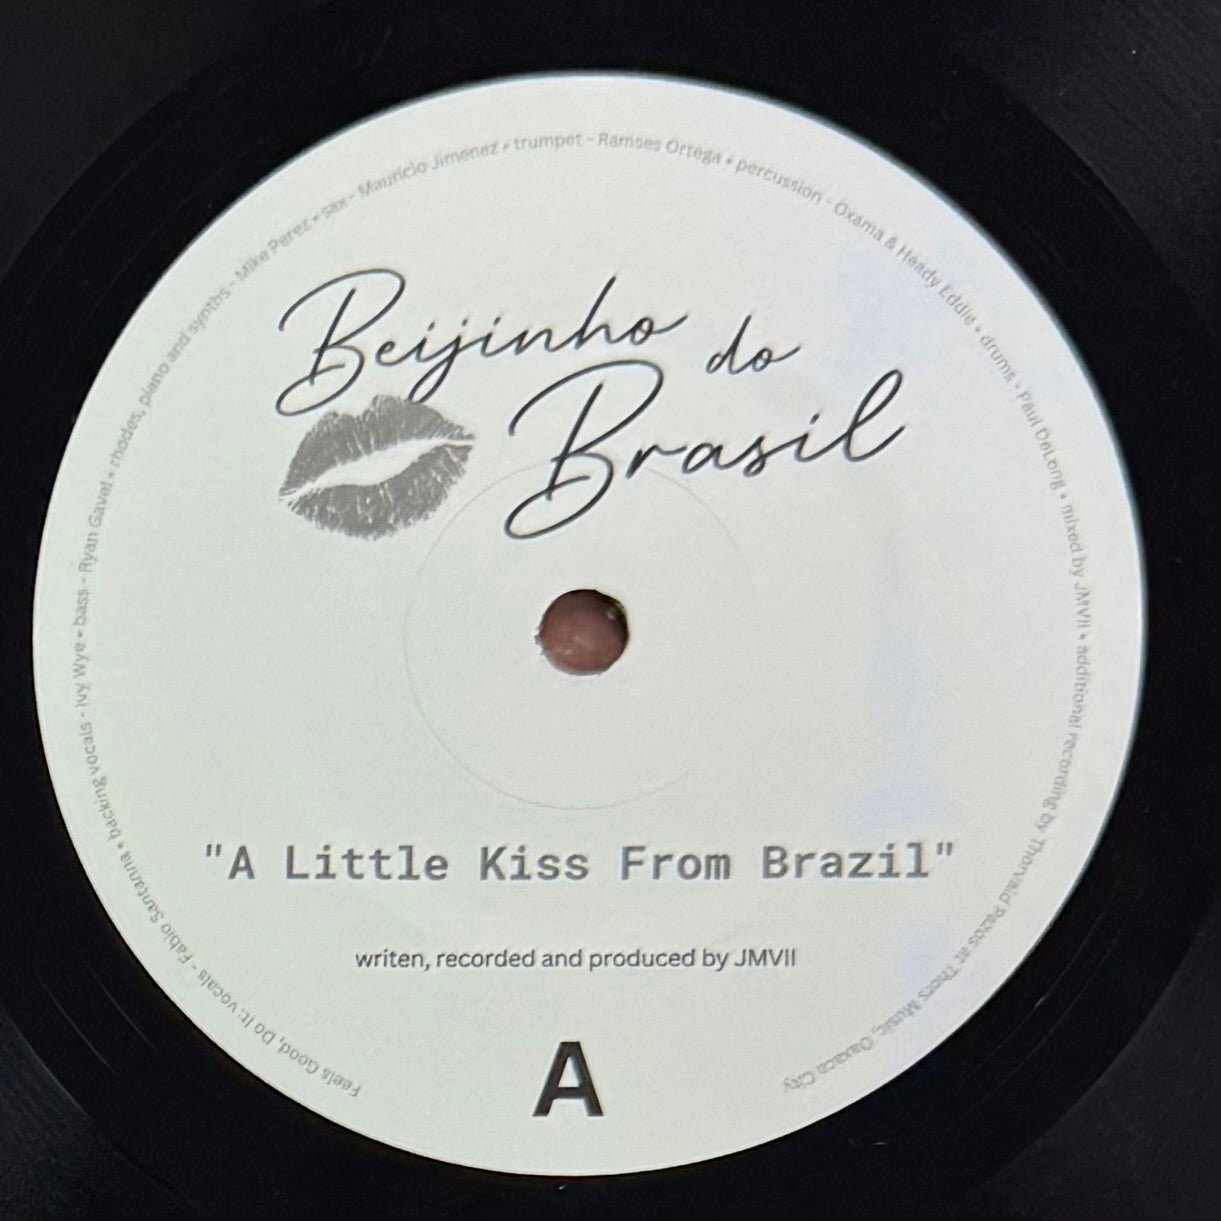 Beijinho do
Brasil
"A Little Kiss From Brazil"
writen, recorded and produced by JMVII
A
Feels Good, Do It: vocals - Fabio Santanna • backing vocals - Ivy Wye • bass - Ryan Gavel • rhodes, piano and synths - Mike Perez • sax - Mauricio Jimenez • trumpet - Ramses Ortega • percussion - Oxama & Heady Eddie • drums - Paul DeLong • mixed by JMVII • additional recording by Thorvald Pazos at Thors Music, Oaxaca City